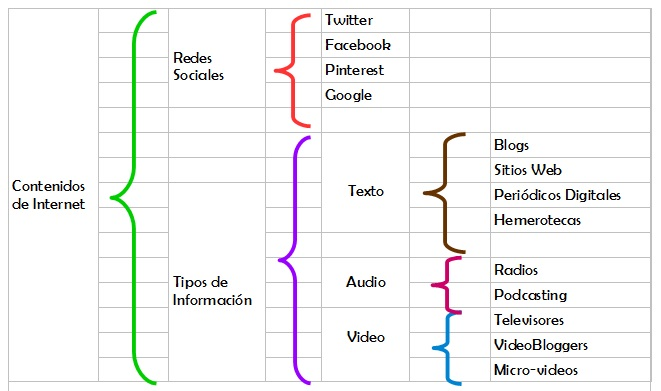 Contenidos
de Internet
Redes
Sociales
Twitter
Facebook
Pinterest
Google
Tipos de
Información
Texto
Blogs
Sitios Web
Periódicos Digitales
Hemerotecas
Audio
Radios
Podcasting
Video
Televisores
VideoBloggers
Micro-videos